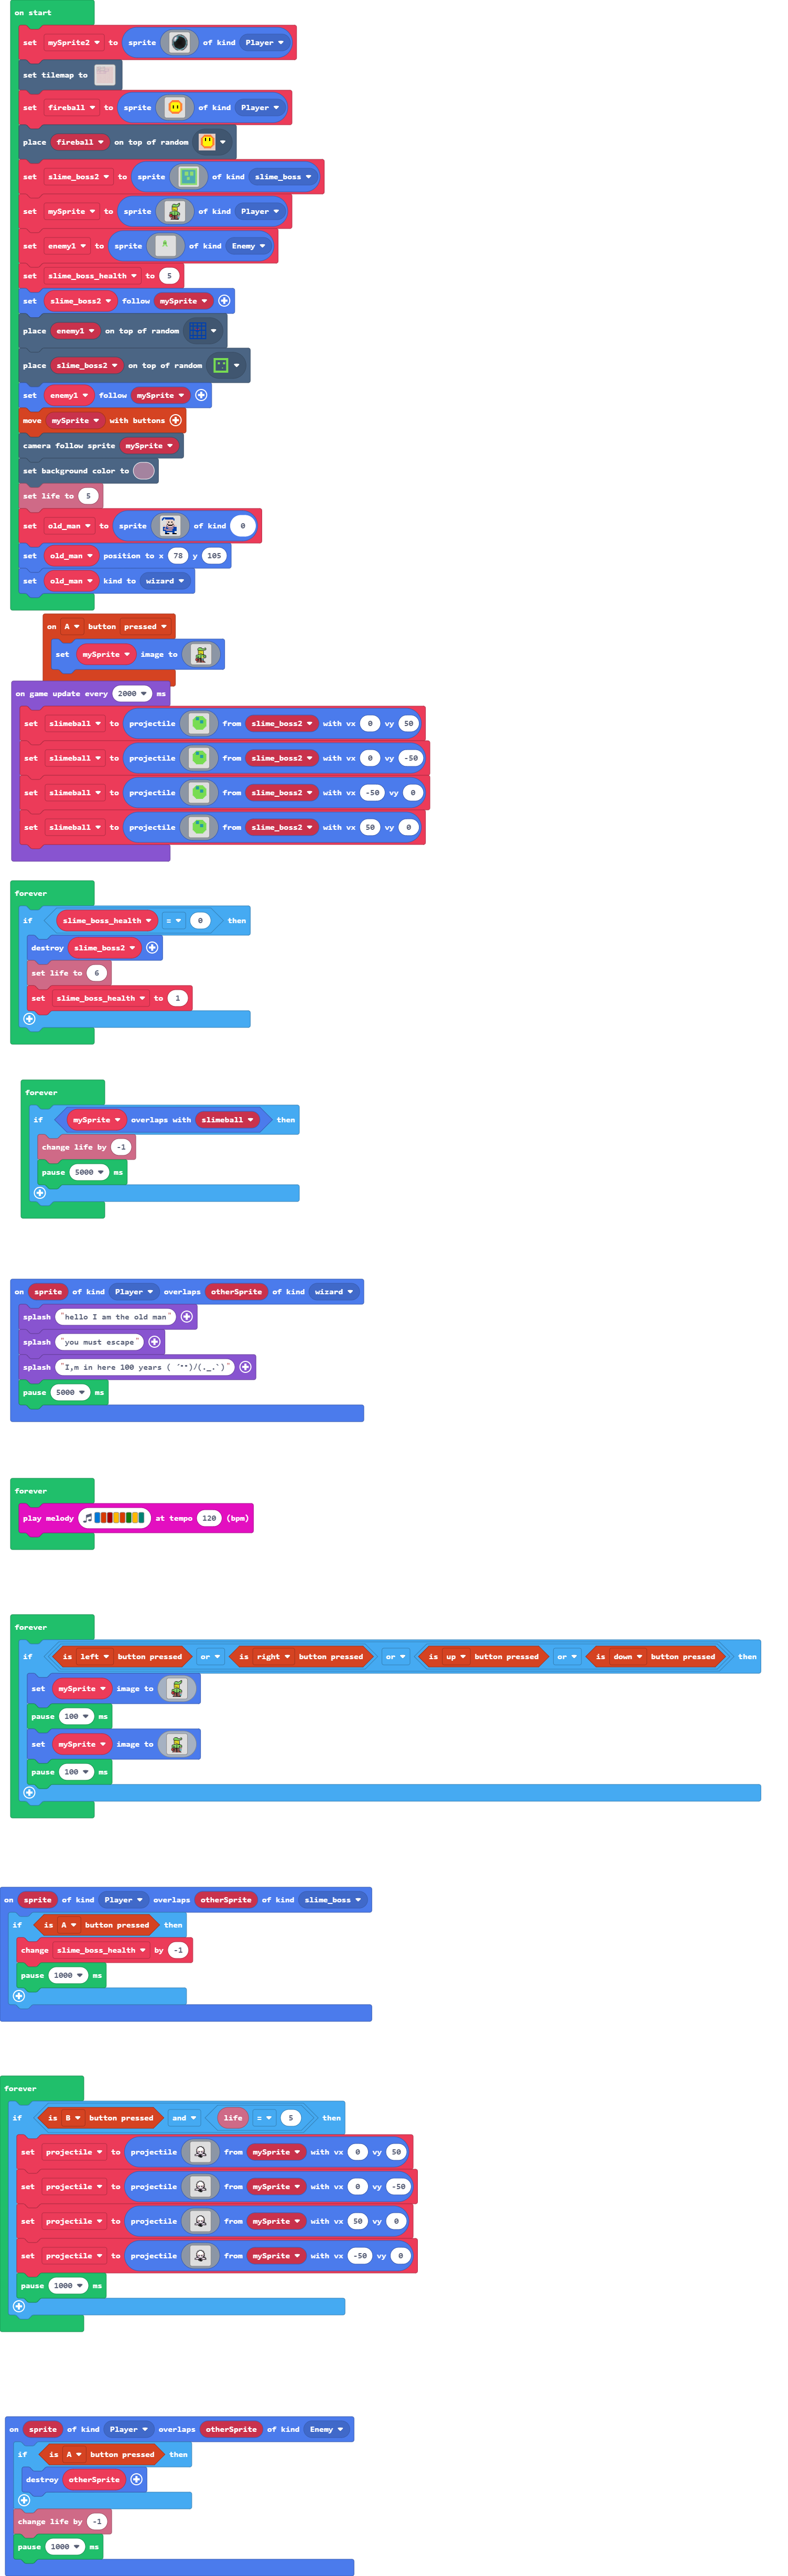 on start
set mySprite2 to sprite of kind Player
set tilemap to
set fireball to sprite of kind Player
place fireball on top of random
set slime_boss2 to sprite of kind slime_boss
set mySprite to sprite of kind Player
set enemy1 to sprite of kind Enemy
set slime_boss_health to 5
set slime_boss2 follow mySprite
place enemy1 on top of random
place slime_boss2 on top of random
set enemy1 follow mySprite
move mySprite with buttons
camera follow sprite mySprite
set background color to
set life to 5
set old_man to sprite of kind 0
set old_man position to x 78 y 105
set old_man kind to wizard
on A button pressed
set mySprite image to
on game update every 2000 ms
set slimeball to projectile from slime_boss2 with vx 0 vy 50
set slimeball to projectile from slime_boss2 with vx 0 vy -50
set slimeball to projectile from slime_boss2 with vx -50 vy 0
set slimeball to projectile from slime_boss2 with vx 50 vy 0
forever
if slime_boss_health = 0 then
destroy slime_boss2
set life to 6
set slime_boss_health to 1
forever
if mySprite overlaps with slimeball then
change life by -1
pause 5000 ms
on sprite of kind Player overlaps otherSprite of kind wizard
splash "hello I am the old man"
splash "you must escape"
splash "I,m in here 100 years ( ˊ••)/(._.ˋ)"
pause 5000 ms
forever
play melody at tempo 120 (bpm)
forever
if is left button pressed or is right button pressed or is up button pressed or is down button pressed then
set mySprite image to
pause 100 ms
set mySprite image to
pause 100 ms
on sprite of kind Player overlaps otherSprite of kind slime_boss
if is A button pressed then
change slime_boss_health by -1
pause 1000 ms
forever
if is B button pressed and life = 5 then
set projectile to projectile from mySprite with vx 0 vy 50
set projectile to projectile from mySprite with vx 0 vy -50
set projectile to projectile from mySprite with vx 50 vy 0
set projectile to projectile from mySprite with vx -50 vy 0
pause 1000 ms
on sprite of kind Player overlaps otherSprite of kind Enemy
if is A button pressed then
destroy otherSprite
change life by -1
pause 1000 ms